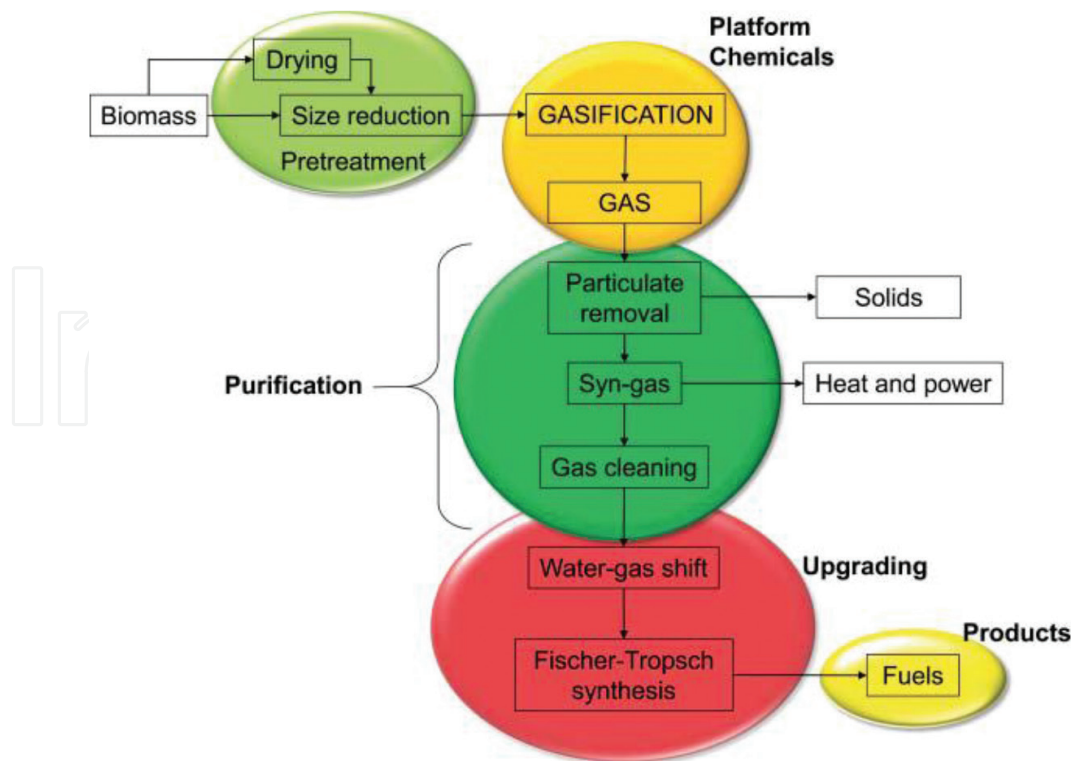 Platform
Chemicals
Drying
Biomass
Size reduction
GASIFICATION
Pretreatment
GAS
Particulate
removal
Solids
Purification
Syn-gas
Heat and power
Gas cleaning
Water-gas shift
Upgrading
Products
Fischer-Tropsch
synthesis
Fuels